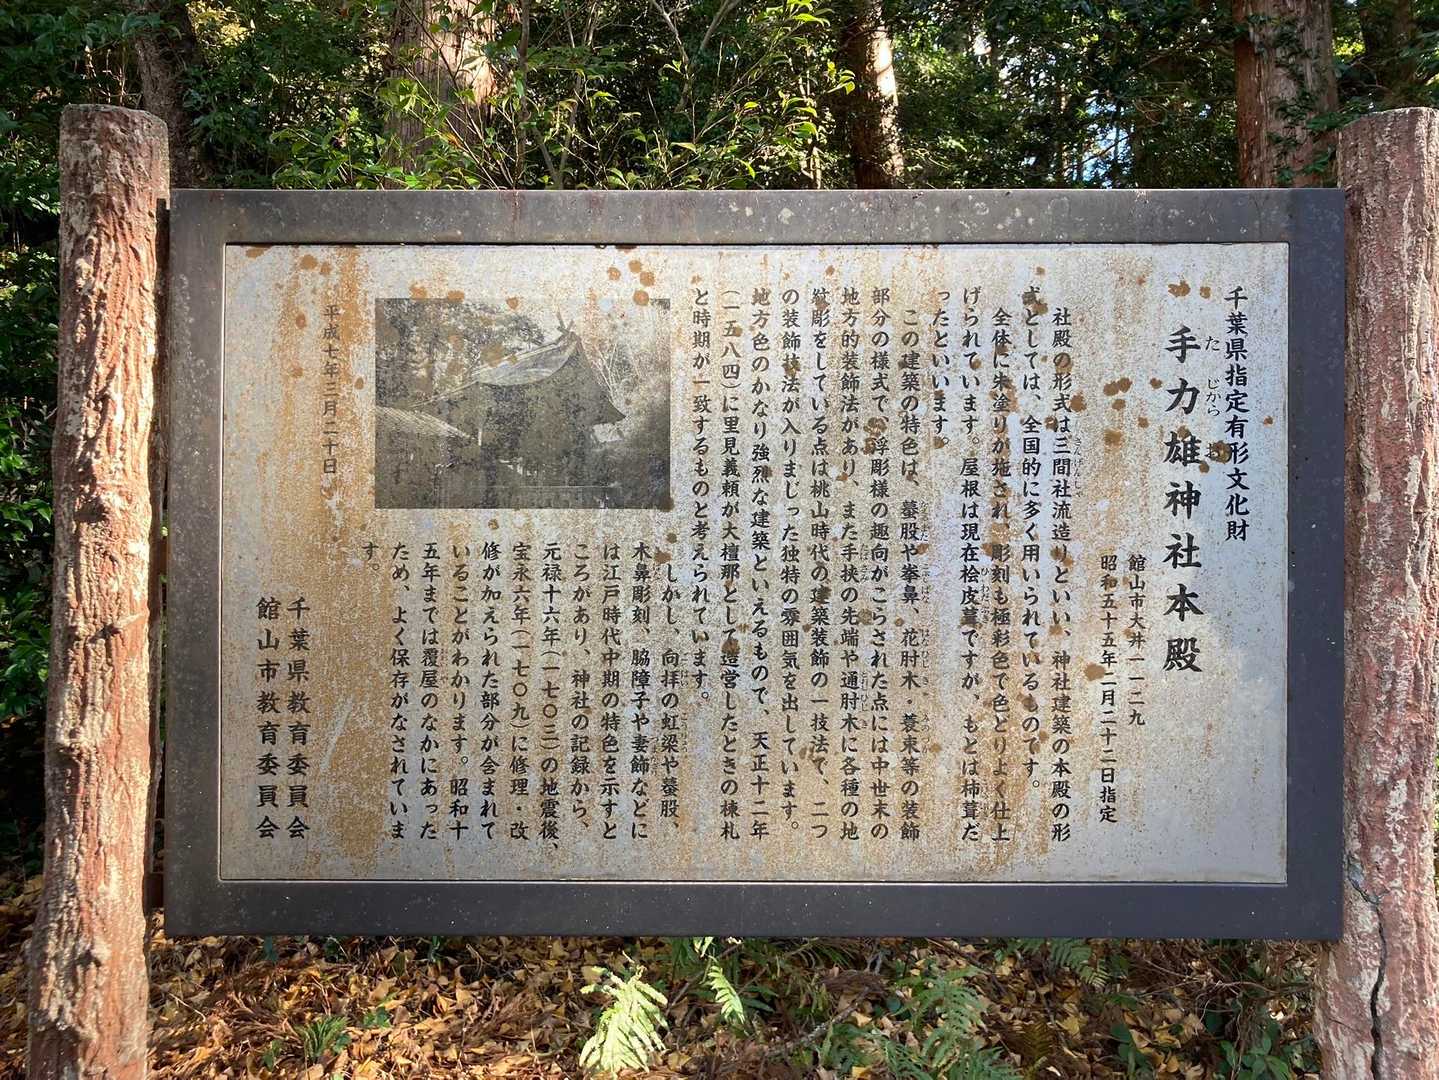 千葉県指定有形文化財
手力雄神社本殿
た じから お
館山市大井一一二九
昭和五十五年二月二十二日指定
社殿の形式は三間社流造りといい、神社建築の本殿の形
式としては、全国的に多く用いられているものです。
全体に朱塗りが施され、彫刻も極彩色で色どりよく仕上
げられています。屋根は現在桧皮葺ですが、もとは柿葺だ
ったといいます。
この建築の特色は、蟇股や拳鼻、花肘木・蓑束等の装飾
部分の様式で、浮彫様の趣向がこらされた点には中世末の
地方的装飾法があり、また手挟の先端や通肘木に各種の地
紋彫をしている点は桃山時代の建築装飾の一技法で、二つ
の装飾技法が入りまじった独特の雰囲気を出しています。
地方色のかなり強烈な建築といえるもので、天正十二年
(一五八四)に里見義頼が大檀那として造営したときの棟札
と時期が一致するものと考えられています。
しかし、向拝の虹梁や蟇股、
木鼻彫刻、脇障子や妻飾などに
は江戸時代中期の特色を示すと
ころがあり、神社の記録から、
元禄十六年(一七〇三)の地震後、
宝永六年(一七〇九)に修理・改
修が加えられた部分が含まれて
いることがわかります。昭和十
五年までは覆屋のなかにあった
ため、よく保存がなされていま
す。
平成七年三月二十日
千葉県教育委員会
館山市教育委員会